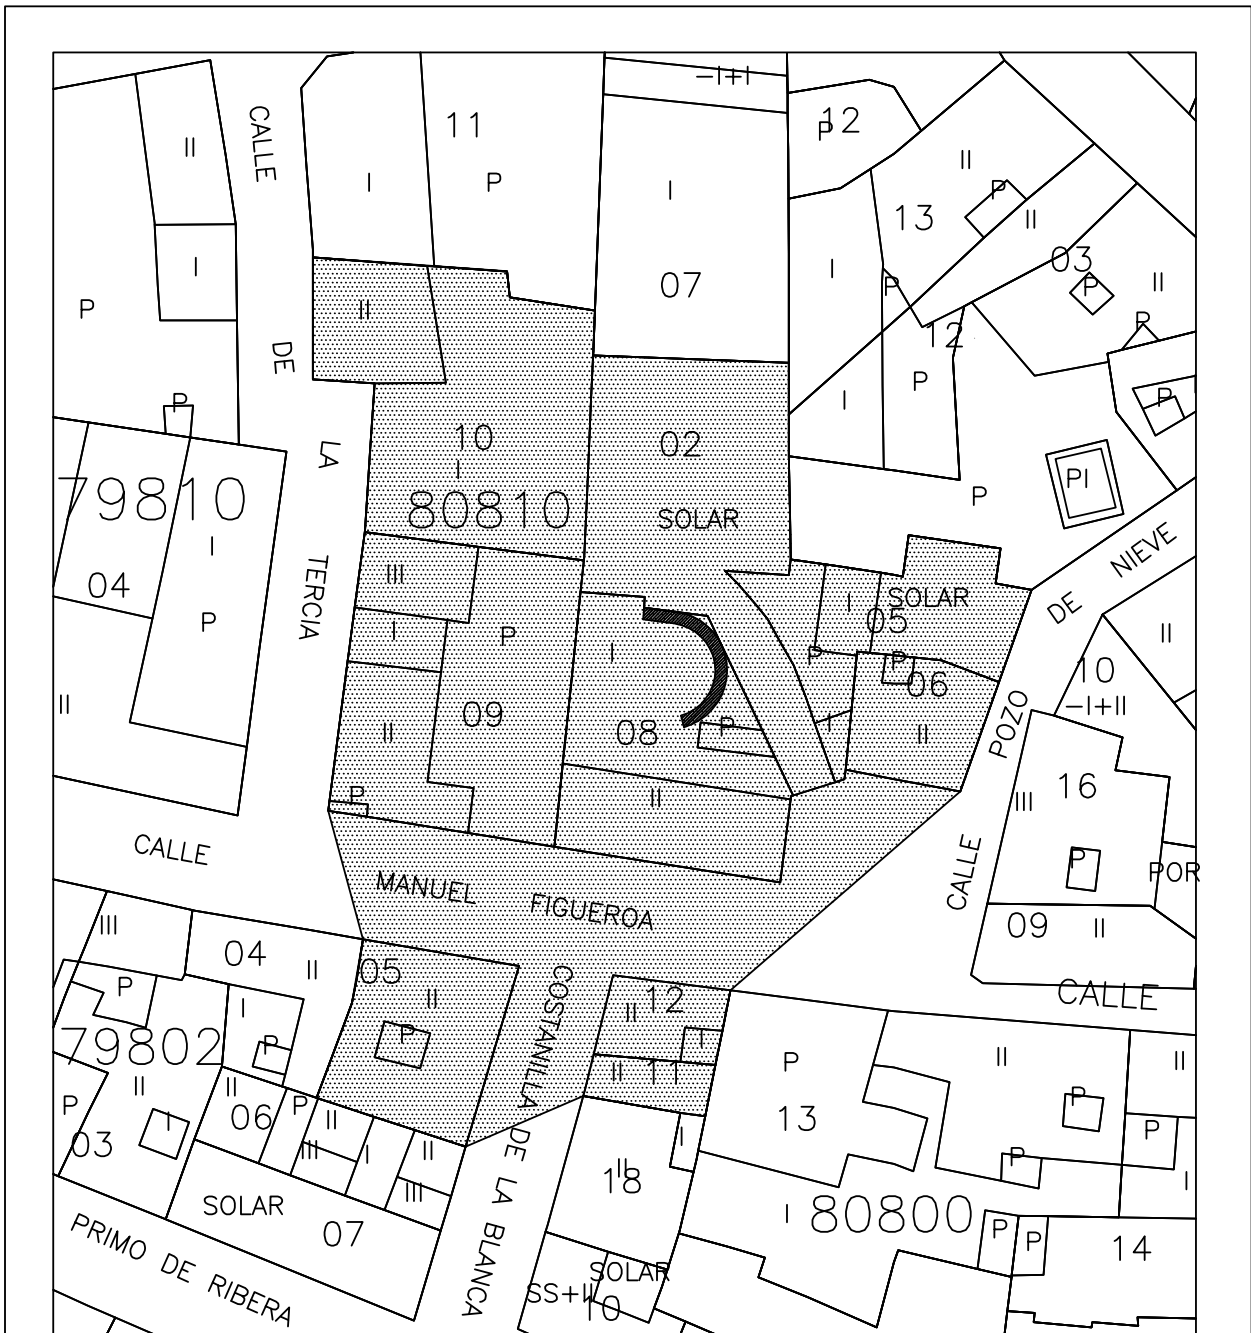 -I+I
CALLE
11
P
12
P
II
II
I
P
I
P
II
13
II
I
I
03
P
II
07
P
II
P
P
12
DE
P
P
I
P
10
I
02
LA
79810
80810
SOLAR
PI
P
I
04
P
TERCIA
III
I
P
I
I
SOLAR
05
DE NIEVE
II
P
P
06
10
-I+II
II
II
09
08
P
I
II
POZO
P
II
16
III
P
CALLE
MANUEL FIGUEROA
CALLE
POR
09
II
III
04
II
05
II
COSTANILLA DE LA BLANCA
12
II
CALLE
P
I
P
P
I
79802
II
II
P
II
11
P
II
II
P
P
06
P
II
03
I
III
I
II
III
I
13
P
P
I
SOLAR
07
II
18
I
80800
P
P
14
PRIMO DE RIBERA
SS+II
SOLAR
10